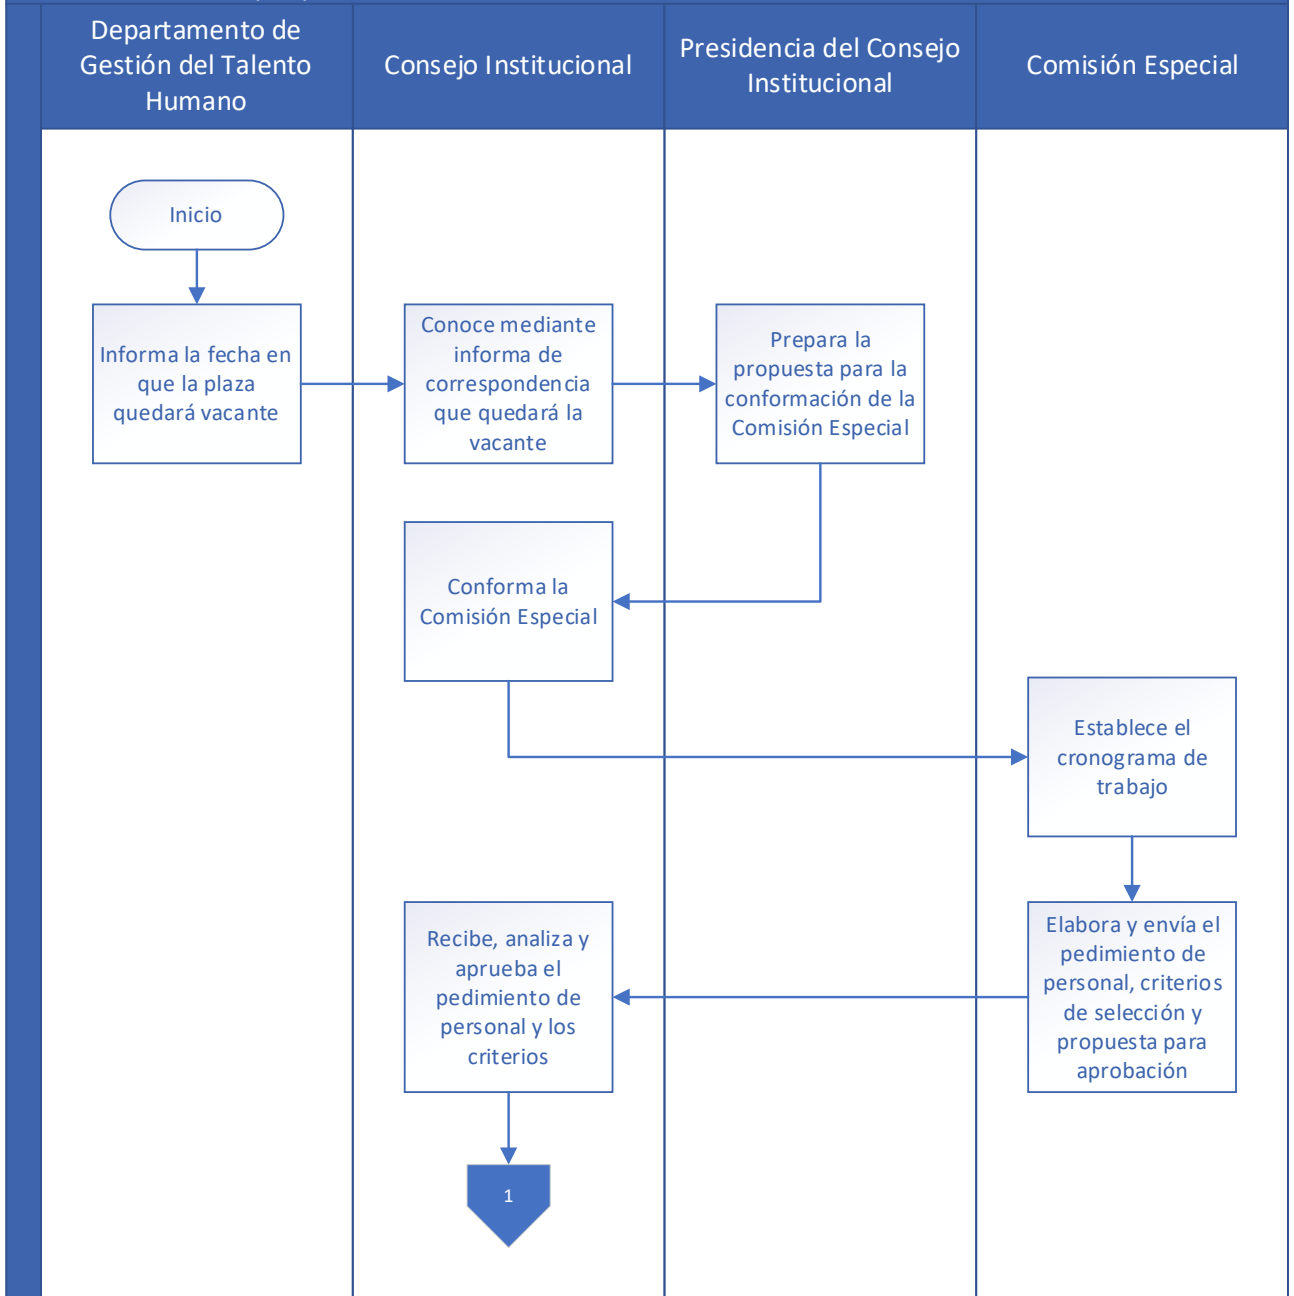 Departamento de
Gestión del Talento
Humano
Consejo Institucional
Presidencia del Consejo
Institucional
Comisión Especial
Inicio
Informa la fecha en
que la plaza
quedará vacante
Conoce mediante
informa de
correspondencia
que quedará la
vacante
Prepara la
propuesta para la
conformación de la
Comisión Especial
Conforma la
Comisión Especial
Establece el
cronograma de
trabajo
Elabora y envía el
pedimiento de
personal, criterios
de selección y
propuesta para
aprobación
Recibe, analiza y
aprueba el
pedimiento de
personal y los
criterios
1